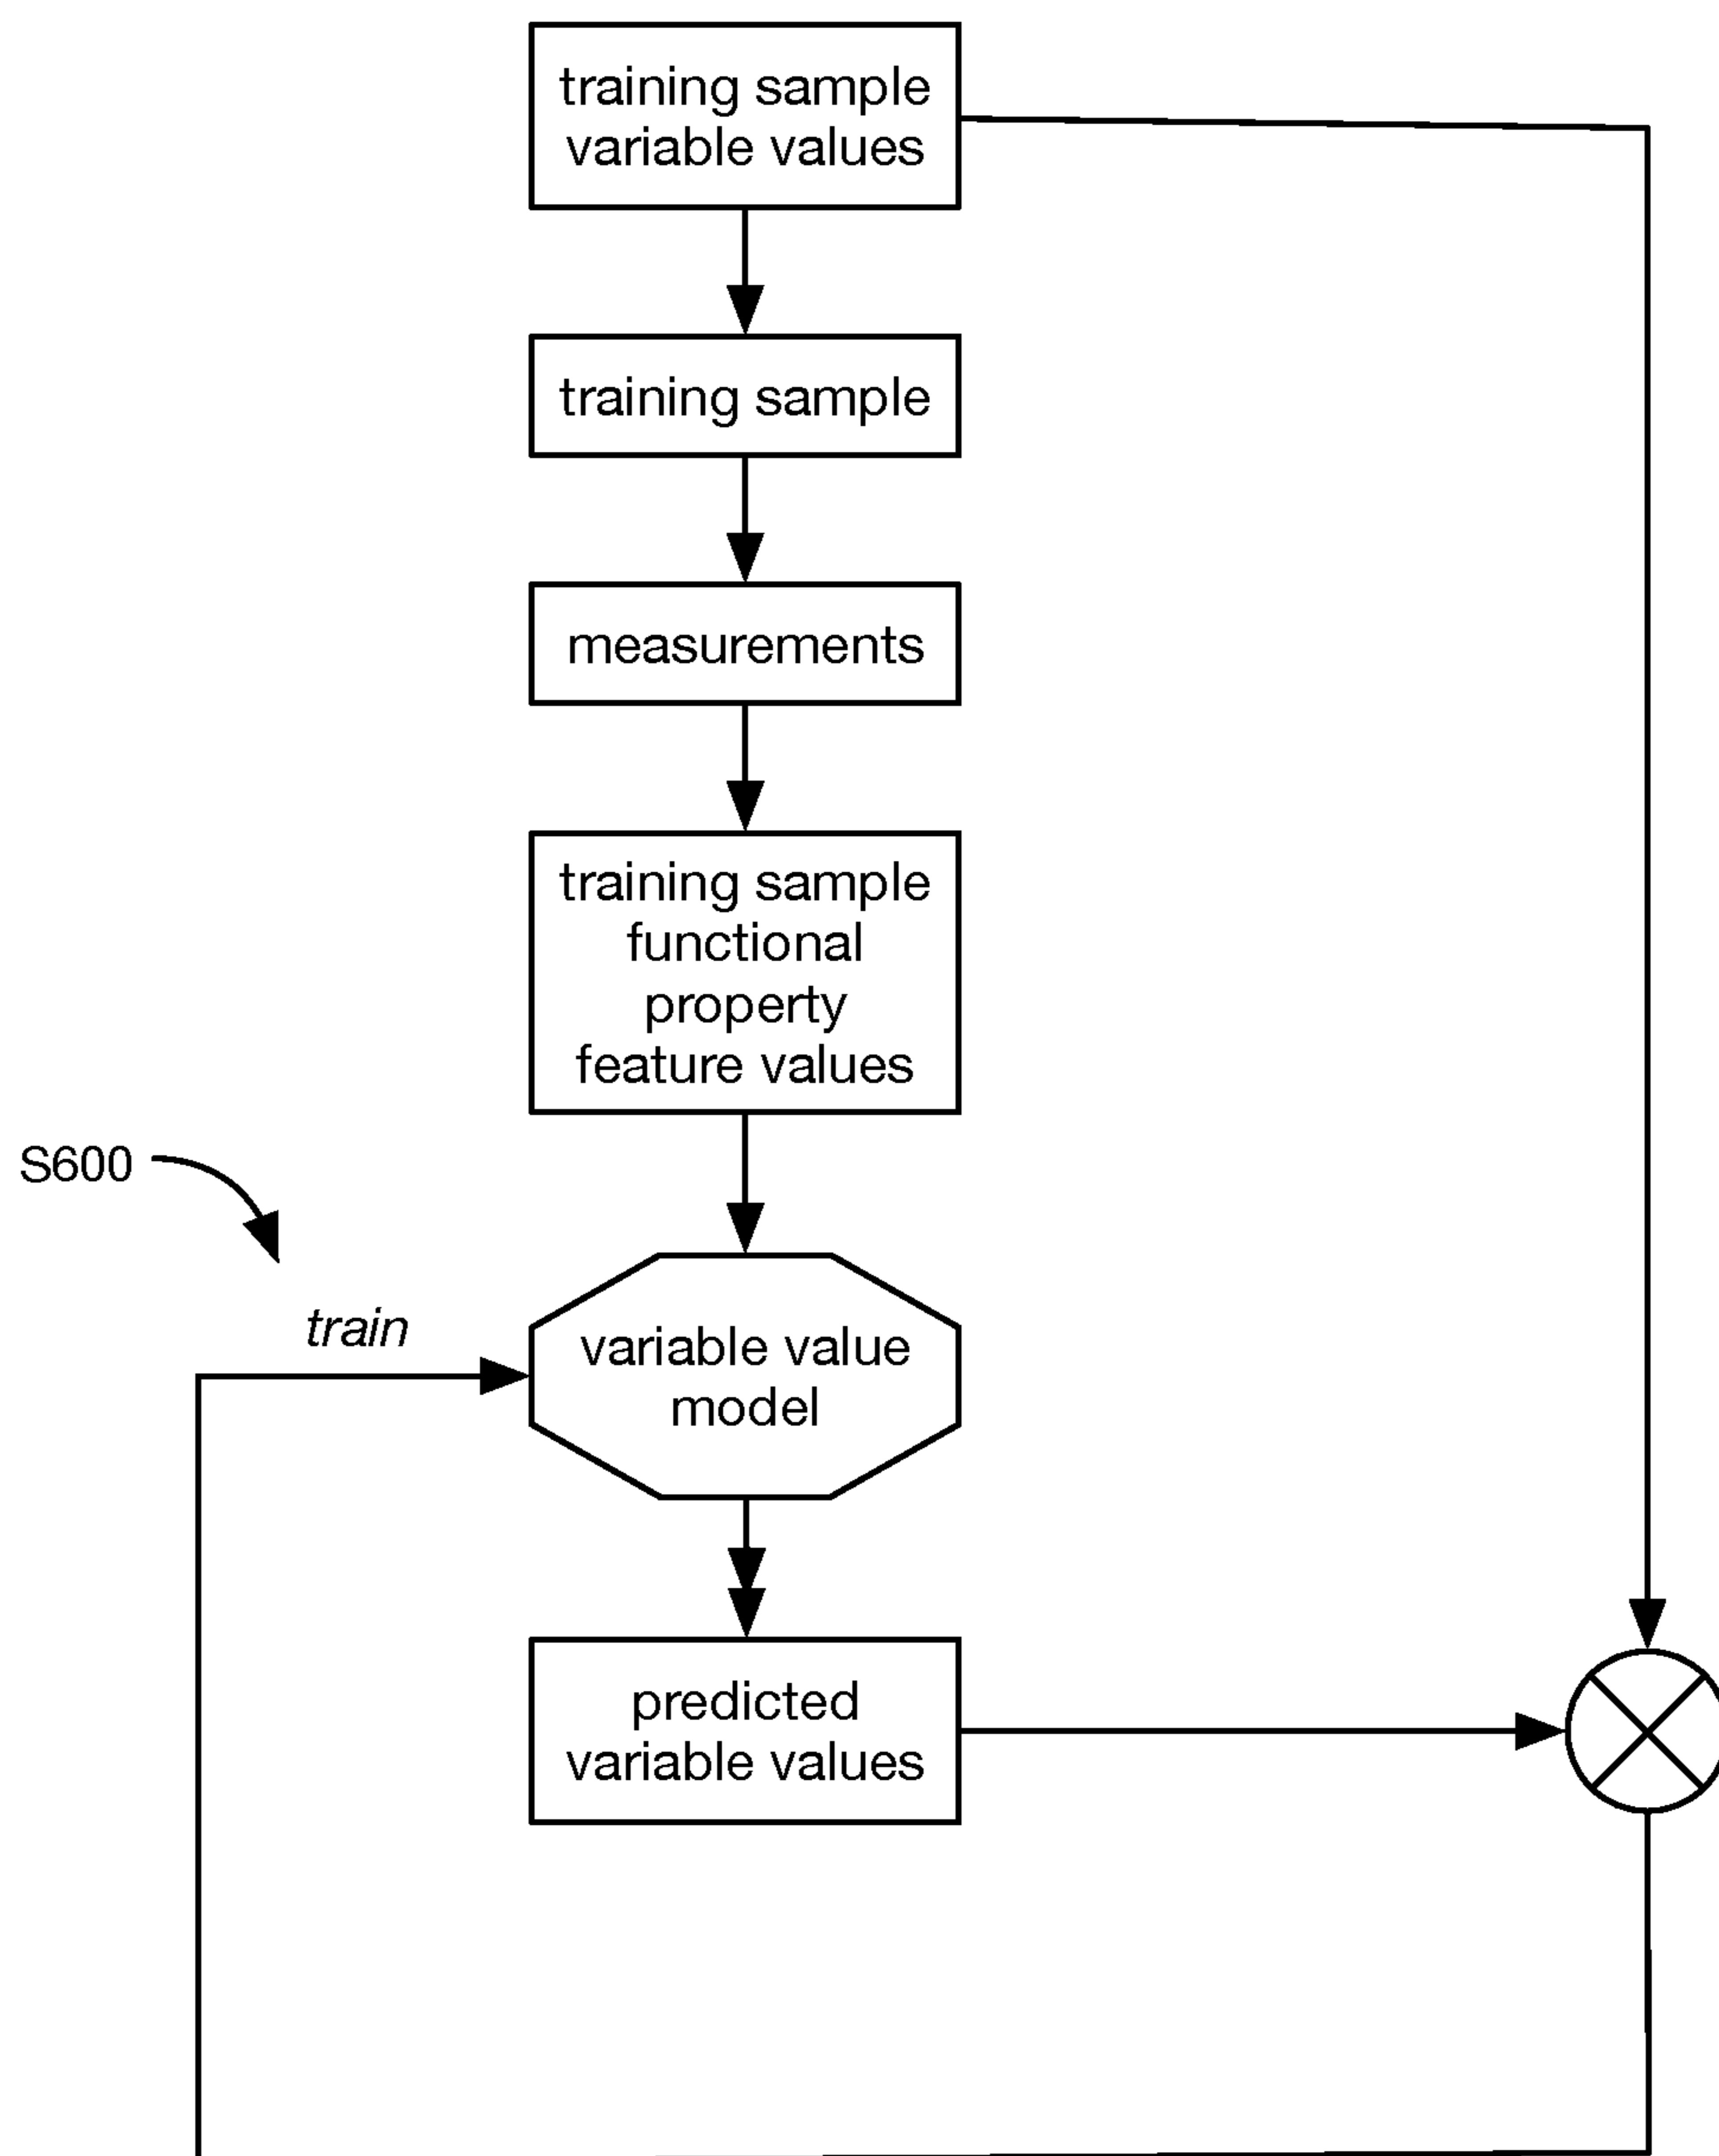 training sample
variable values
training sample
measurements
training sample
functional
property
feature values
S600
train
variable value
model
predicted
variable values